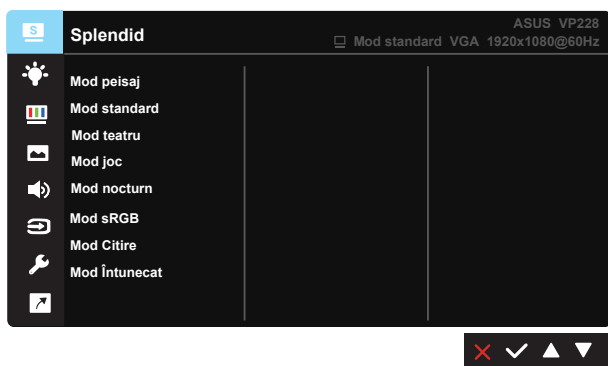 S
Splendid
ASUS VP228
Mod standard VGA 1920x1080@60Hz
Mod peisaj
Mod standard
Mod teatru
Mod joc
Mod nocturn
Mod sRGB
Mod Citire
Mod Întunecat